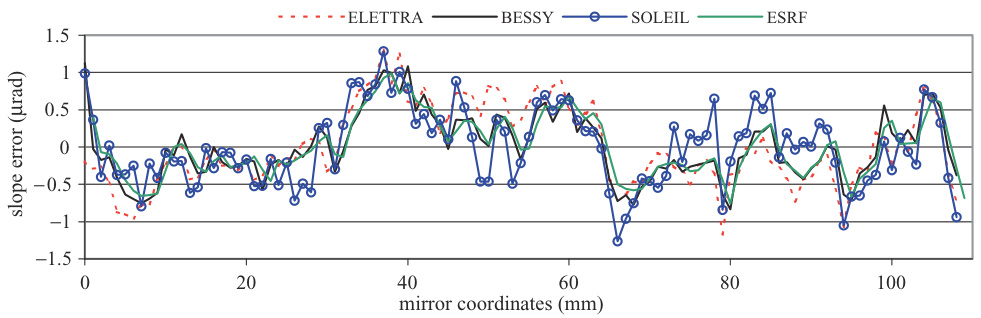 ELETTRA BESSY SOLEIL ESRF
1.5
1
0.5
0
−0.5
−1
−1.5
slope error (μrad)
0 20 40 60 80 100
mirror coordinates (mm)